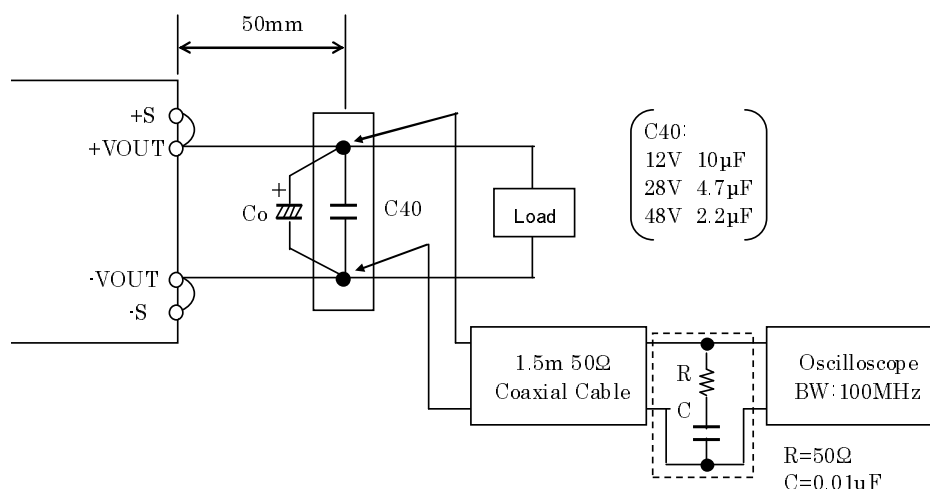 50mm
+S
+VOUT
+
Co
C40
Load
C40:
12V 10μF
28V 4.7μF
48V 2.2μF
-VOUT
-S
1.5m 50Ω
Coaxial Cable
R
C
Oscilloscope
BW:100MHz
R=50Ω
C=0.01μF